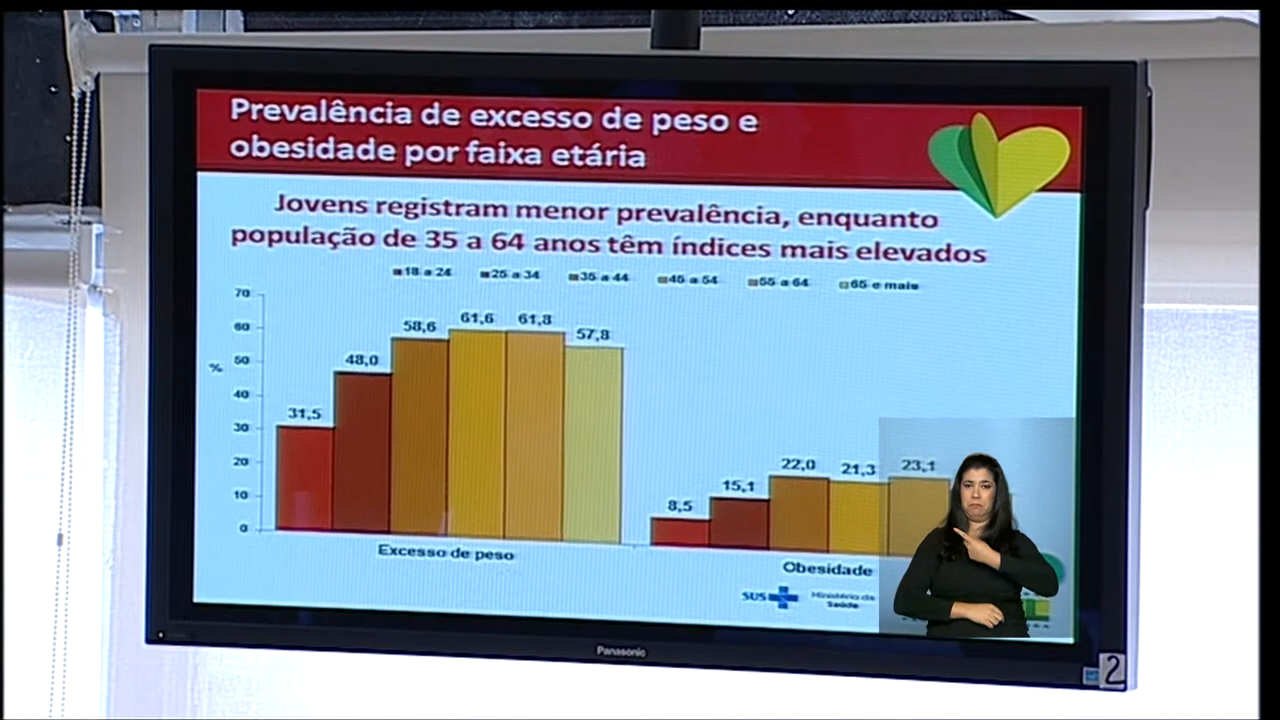 Prevalência de excesso de peso e
obesidade por faixa etária
Jovens registram menor prevalência, enquanto
população de 35 a 64 anos têm índices mais elevados
18 a 24 25 a 34 35 a 44 45 a 54 55 a 64 65 e mais
70
60
%
50
40
30
20
10
0
31,5
48,0
58,6
61,6
61,8
57,8
8,5
15,1
22,0
21,3
23,1
Excesso de peso
Obesidade
SUS
Ministério da
Saúde
Panasonic
2